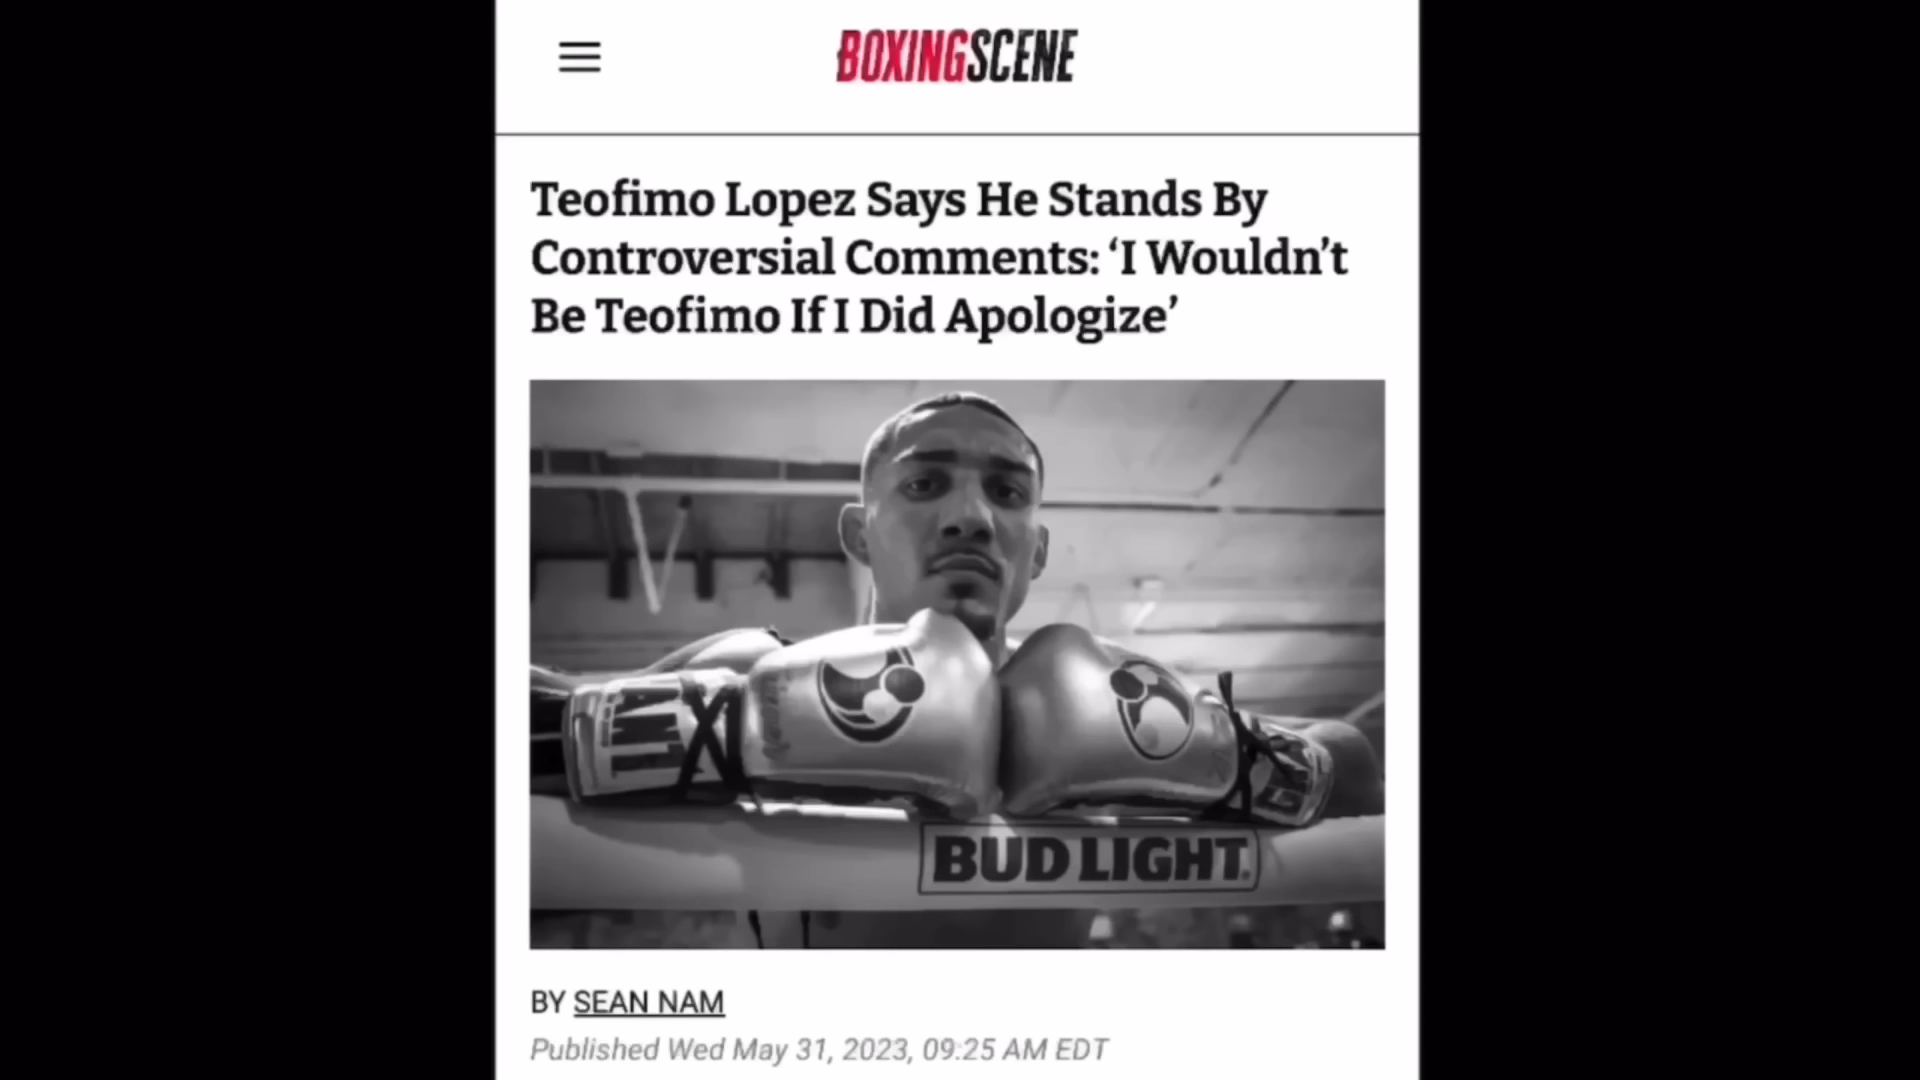 BOXINGSCENE
Teofimo Lopez Says He Stands By
Controversial Comments: ‘I Wouldn’t
Be Teofimo If I Did Apologize’
BUD LIGHT.
BY SEAN NAM
Published Wed May 31, 2023, 09:25 AM EDT